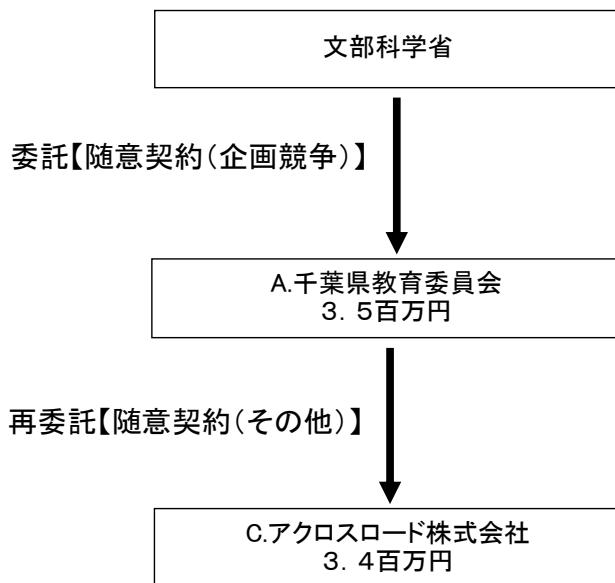 文部科学省
委託【随意契約（企画競争）】
A.千葉県教育委員会
３．５百万円
再委託【随意契約（その他）】
C.アクロスロード株式会社
３．４百万円